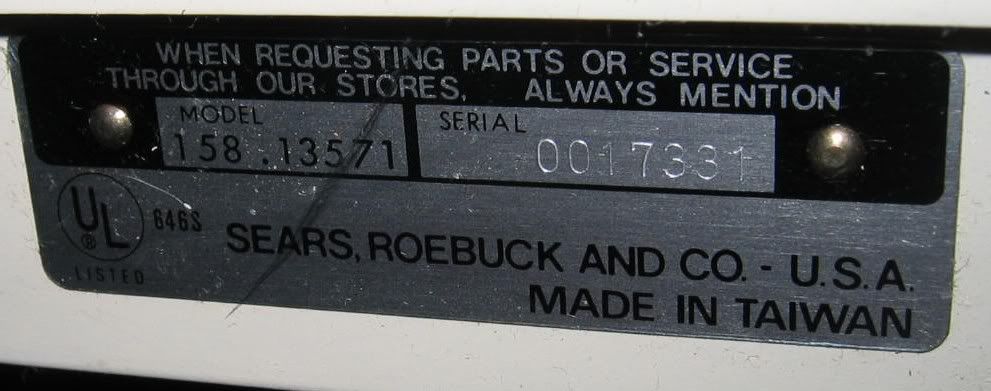 WHEN REQUESTING PARTS OR SERVICE
THROUGH OUR STORES, ALWAYS MENTION
MODEL
158.13571
SERIAL
0017331
UL
®
LISTED
646S
SEARS, ROEBUCK AND CO. - U.S.A.
MADE IN TAIWAN